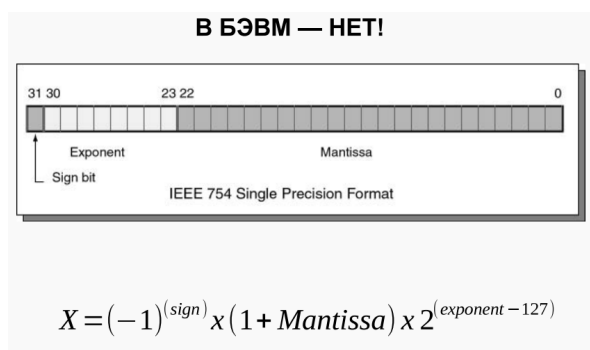 В БЭВМ — НЕТ!
31 30 23 22 0
Exponent Mantissa
Sign bit
IEEE 754 Single Precision Format
X=(−1)^(sign) x(1+ Mantissa) x 2^(exponent−127)